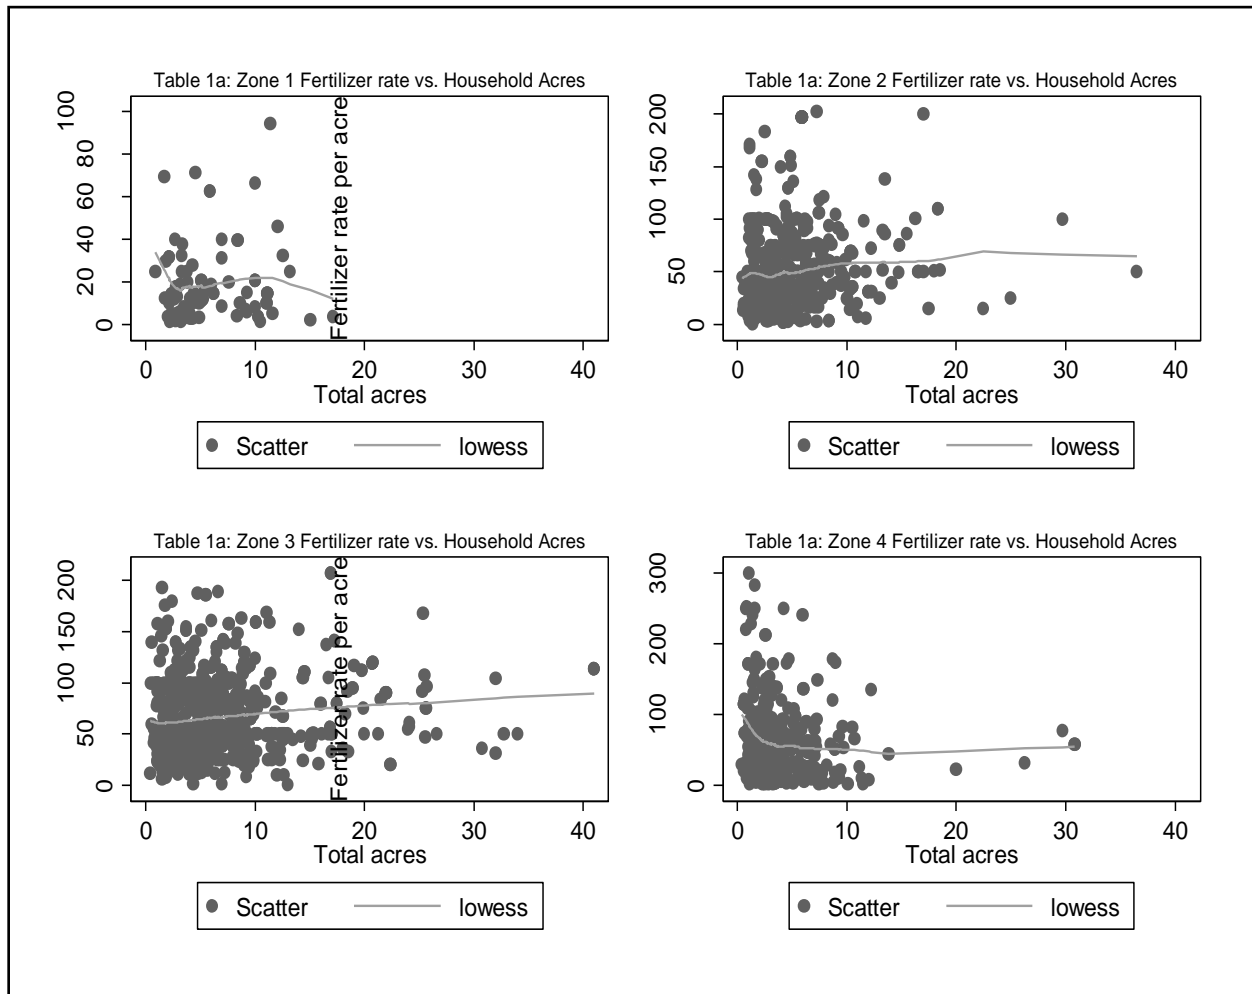 Table 1a: Zone 1 Fertilizer rate vs. Household Acres
100
80
60
40
20
0
Fertilizer rate per acre
0 10 20 30 40
Total acres
Scatter lowess
Table 1a: Zone 2 Fertilizer rate vs. Household Acres
200
150
100
50
0
0 10 20 30 40
Total acres
Scatter lowess
Table 1a: Zone 3 Fertilizer rate vs. Household Acres
200
150
100
50
0
Fertilizer rate per acre
0 10 20 30 40
Total acres
Scatter lowess
Table 1a: Zone 4 Fertilizer rate vs. Household Acres
300
200
100
0
0 10 20 30 40
Total acres
Scatter lowess